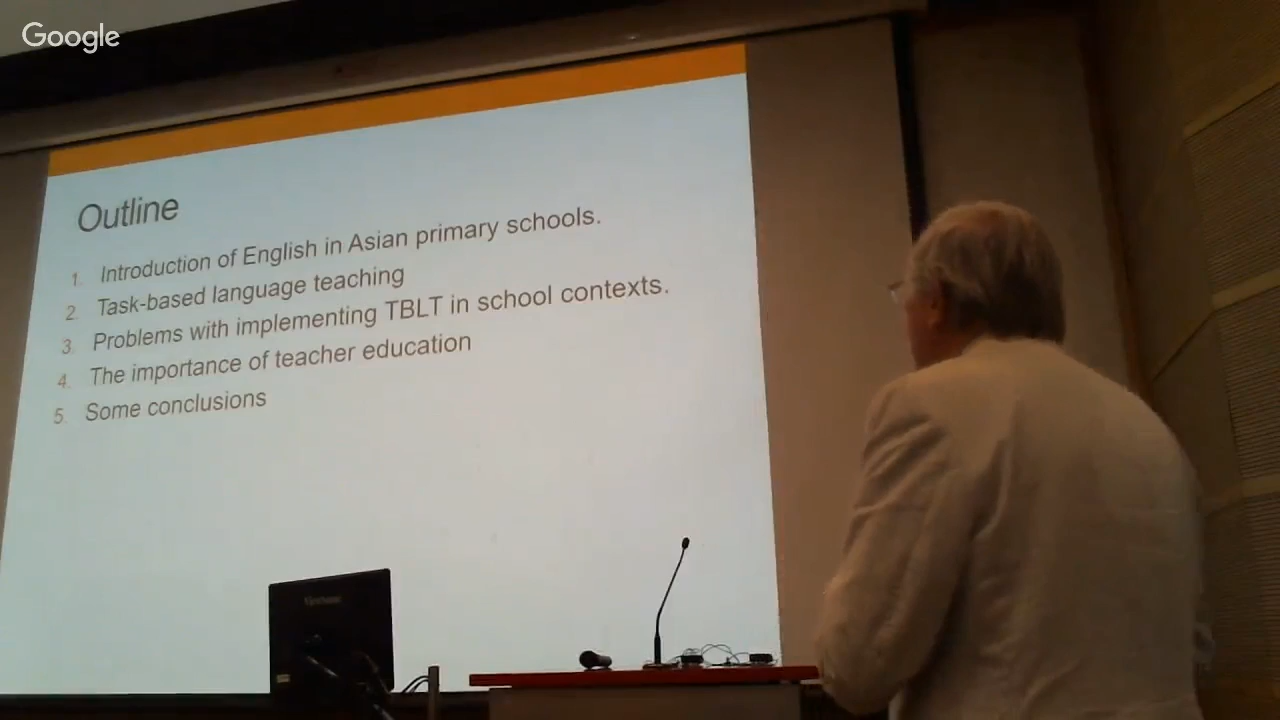 Google
Outline
1. Introduction of English in Asian primary schools.
2. Task-based language teaching
3. Problems with implementing TBLT in school contexts.
4. The importance of teacher education
5. Some conclusions